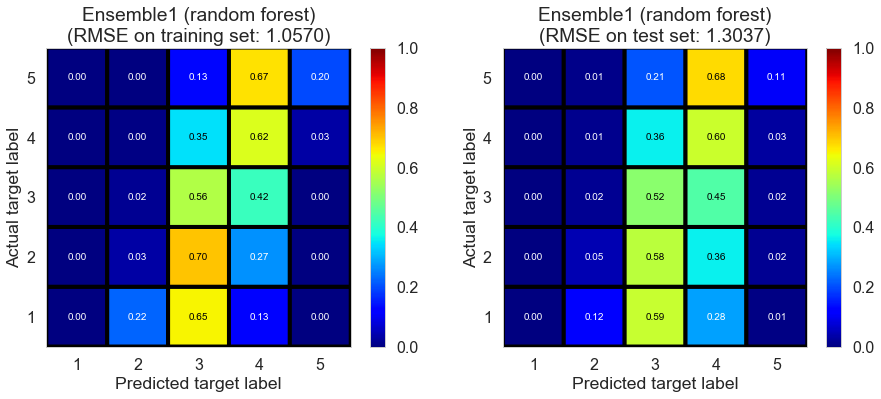 Ensemble1 (random forest)
(RMSE on training set: 1.0570)
Actual target label
5
4
3
2
1
0.00 0.00 0.13 0.67 0.20
0.00 0.00 0.35 0.62 0.03
0.00 0.02 0.56 0.42 0.00
0.00 0.03 0.70 0.27 0.00
0.00 0.22 0.65 0.13 0.00
1 2 3 4 5
Predicted target label
1.0
0.8
0.6
0.4
0.2
0.0
Ensemble1 (random forest)
(RMSE on test set: 1.3037)
Actual target label
5
4
3
2
1
0.00 0.01 0.21 0.68 0.11
0.00 0.01 0.36 0.60 0.03
0.00 0.02 0.52 0.45 0.02
0.00 0.05 0.58 0.36 0.02
0.00 0.12 0.59 0.28 0.01
1 2 3 4 5
Predicted target label
1.0
0.8
0.6
0.4
0.2
0.0